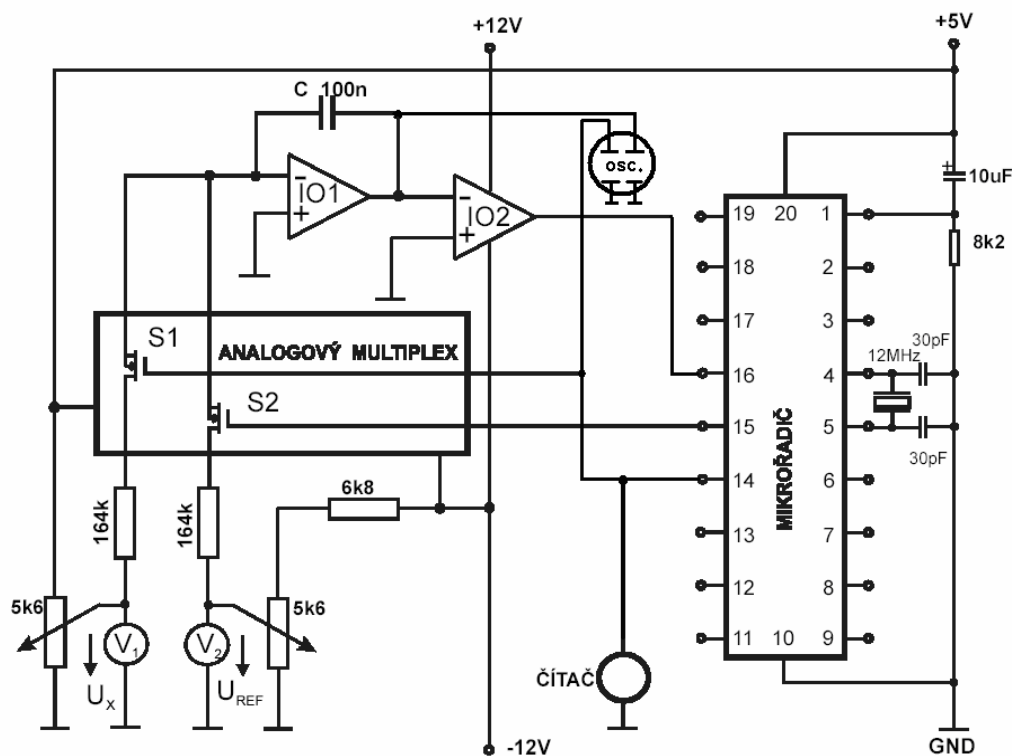 +12V
+5V
C 100n
osc.
10uF
IO1
IO2
-
+
-
+
+
19 20 1
8k2
18 2
17 3
30pF
12MHz
16 4
15 5
30pF
14 6
13 7
12 8
11 10 9
MIKROŘADIČ
S1
ANALOGOVÝ MULTIPLEX
S2
6k8
164k
164k
5k6
5k6
V1
V2
UX
UREF
ČÍTAČ
-12V
GND